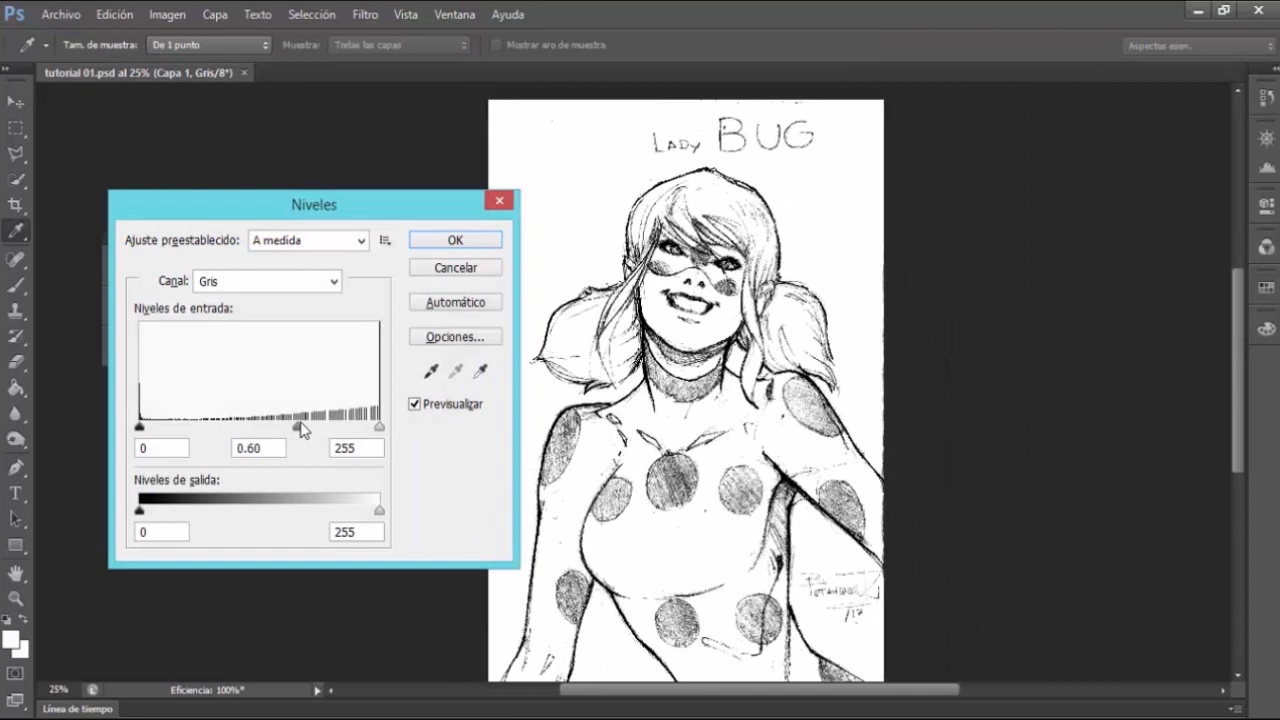 Ps Archivo Edición Imagen Capa Texto Selección Filtro Vista Ventana Ayuda
Tam. de muestra: De 1 punto Muestra: Todas las capas Mostrar aro de muestra Aspectos esen.
tutorial 01.psd al 25% (Capa 1, Gris/8*) ×
LADY BUG
Niveles
Ajuste preestablecido: A medida OK
Cancelar
Canal: Gris
Automático
Niveles de entrada:
Opciones...
Previsualizar
0 0.60 255
Niveles de salida:
0 255
25% Eficiencia: 100%*
Línea de tiempo